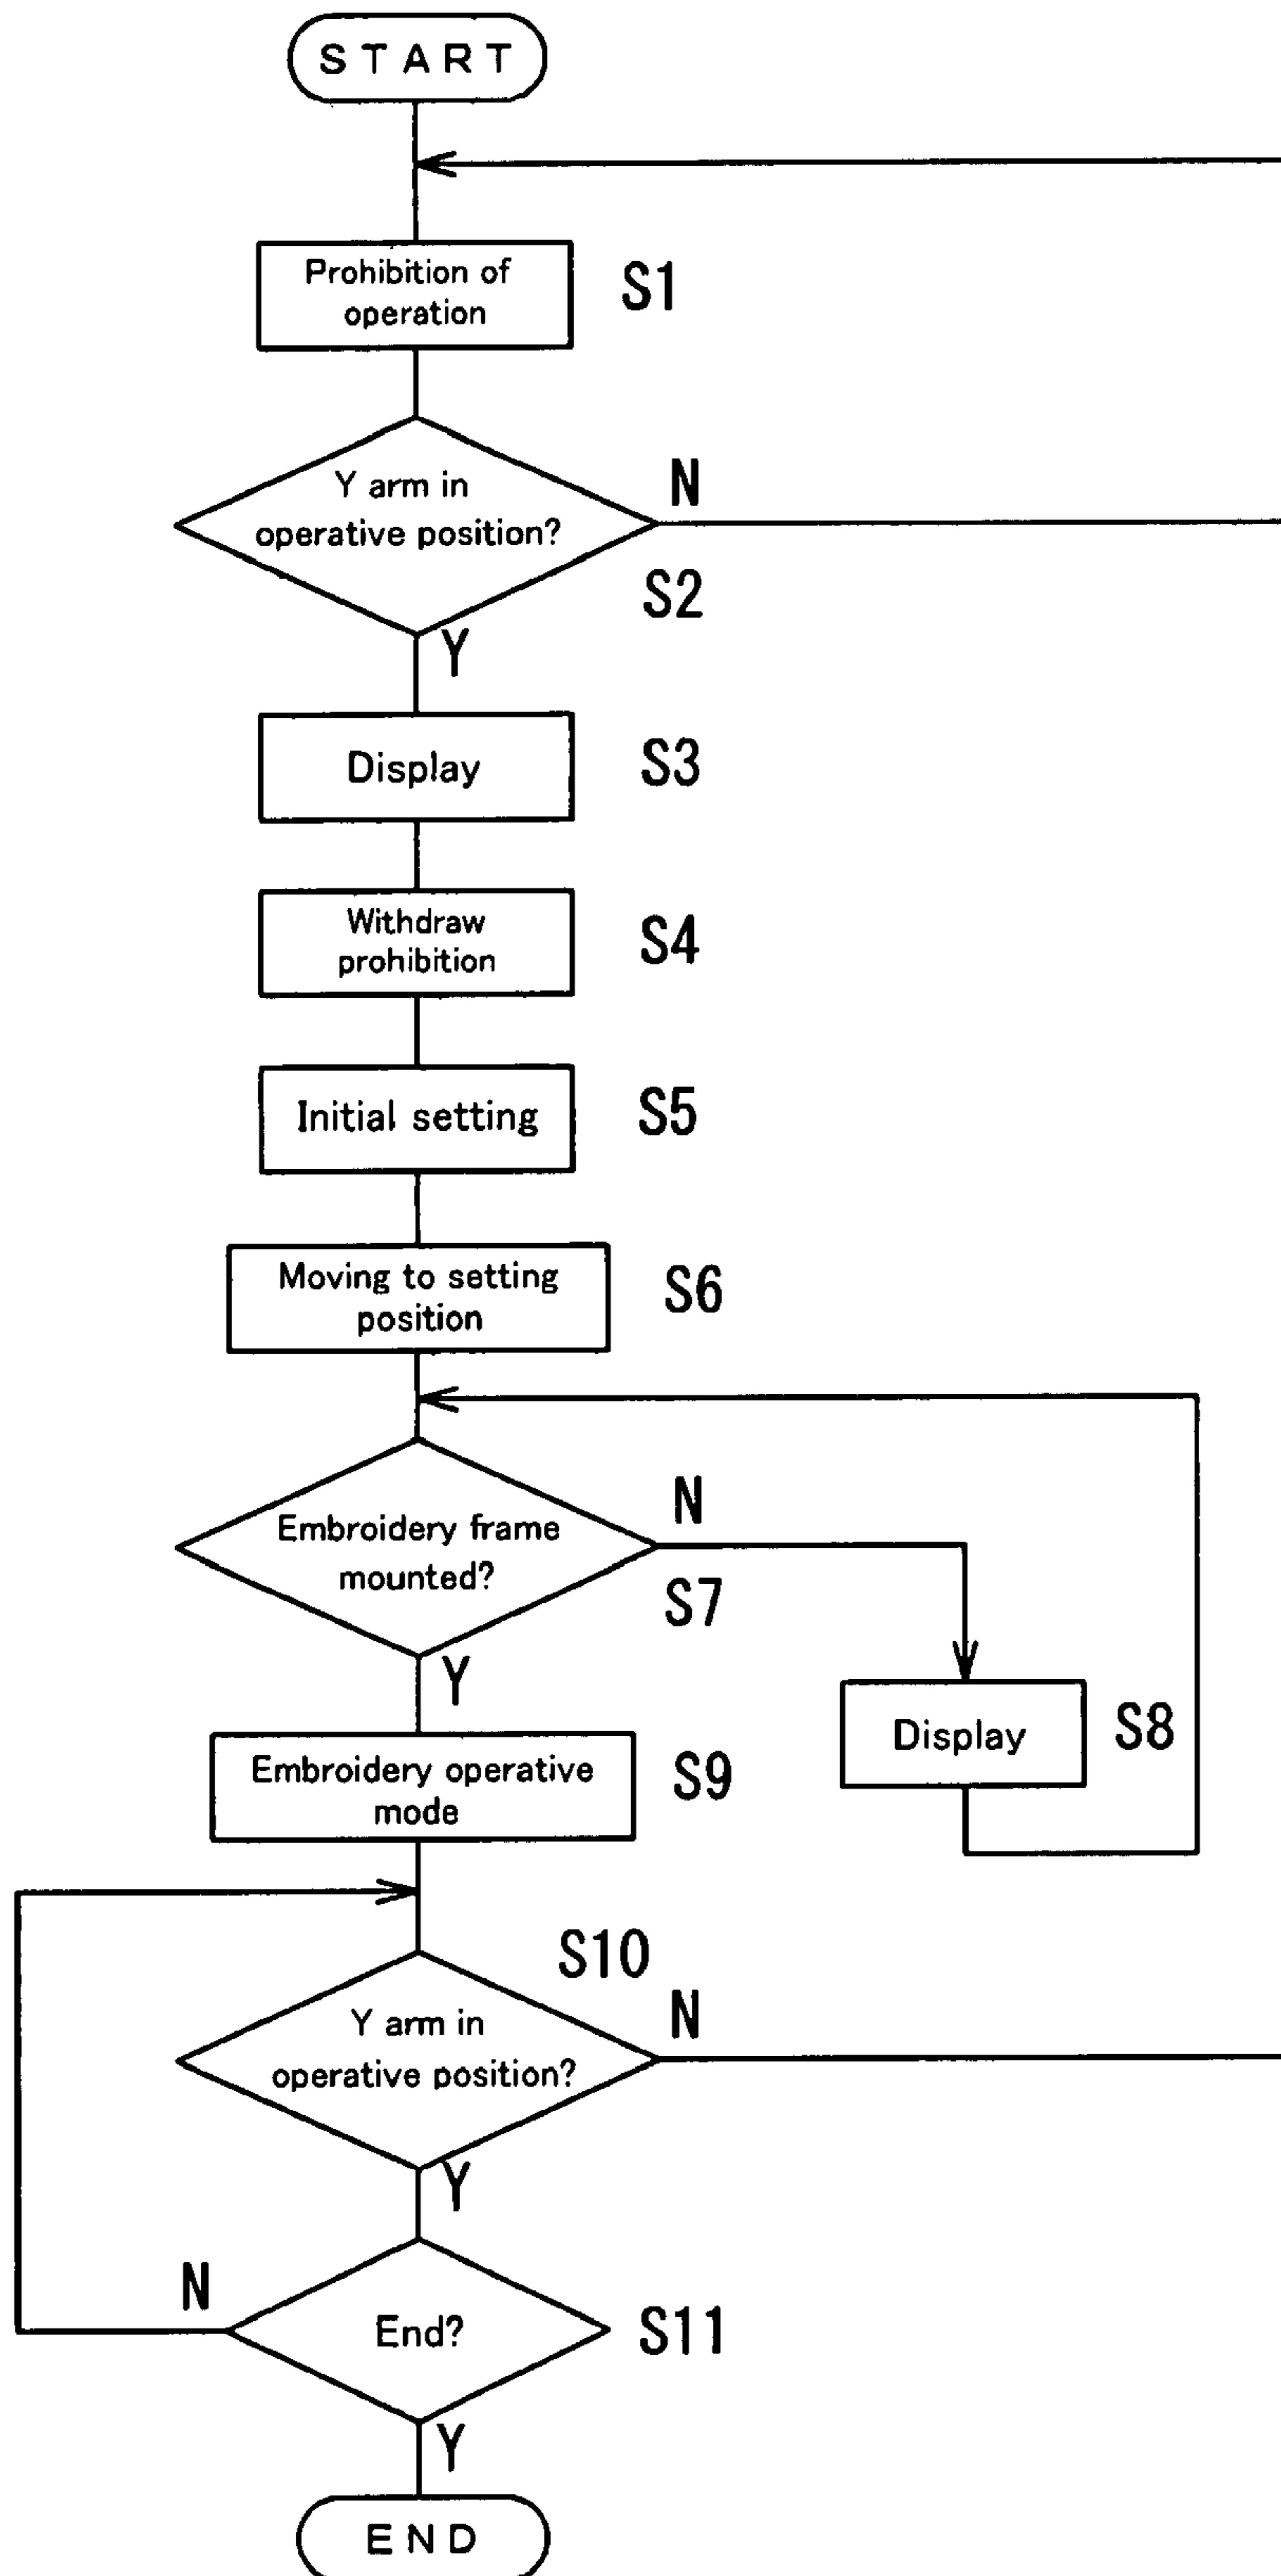 START
Prohibition of
operation
S1
Y arm in
operative position?
N
S2
Y
Display
S3
Withdraw
prohibition
S4
Initial setting
S5
Moving to setting
position
S6
Embroidery frame
mounted?
N
S7
Y
Display
S8
Embroidery operative
mode
S9
S10
Y arm in
operative position?
N
Y
N
End?
S11
Y
END